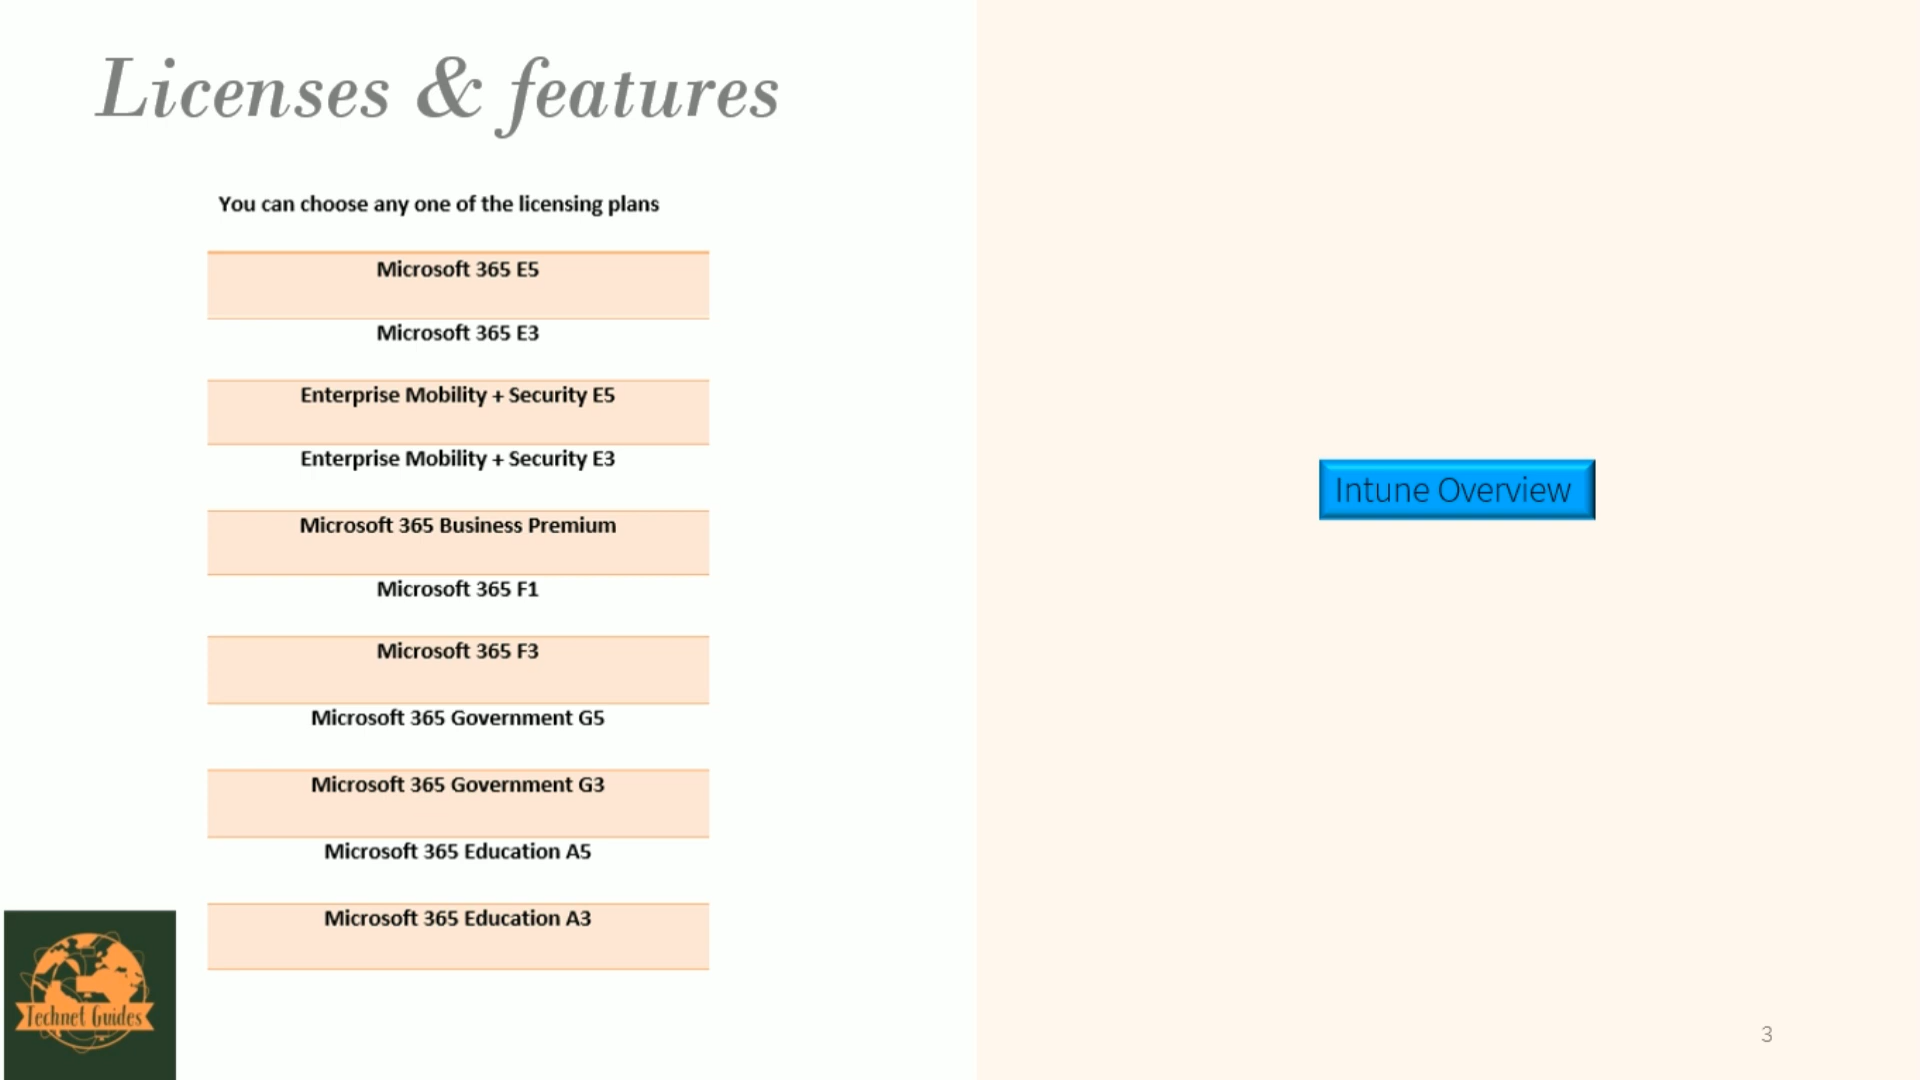 Licenses & features
You can choose any one of the licensing plans
Microsoft 365 E5
Microsoft 365 E3
Enterprise Mobility + Security E5
Enterprise Mobility + Security E3
Microsoft 365 Business Premium
Microsoft 365 F1
Microsoft 365 F3
Microsoft 365 Government G5
Microsoft 365 Government G3
Microsoft 365 Education A5
Microsoft 365 Education A3
Technet Guides
Intune Overview
3